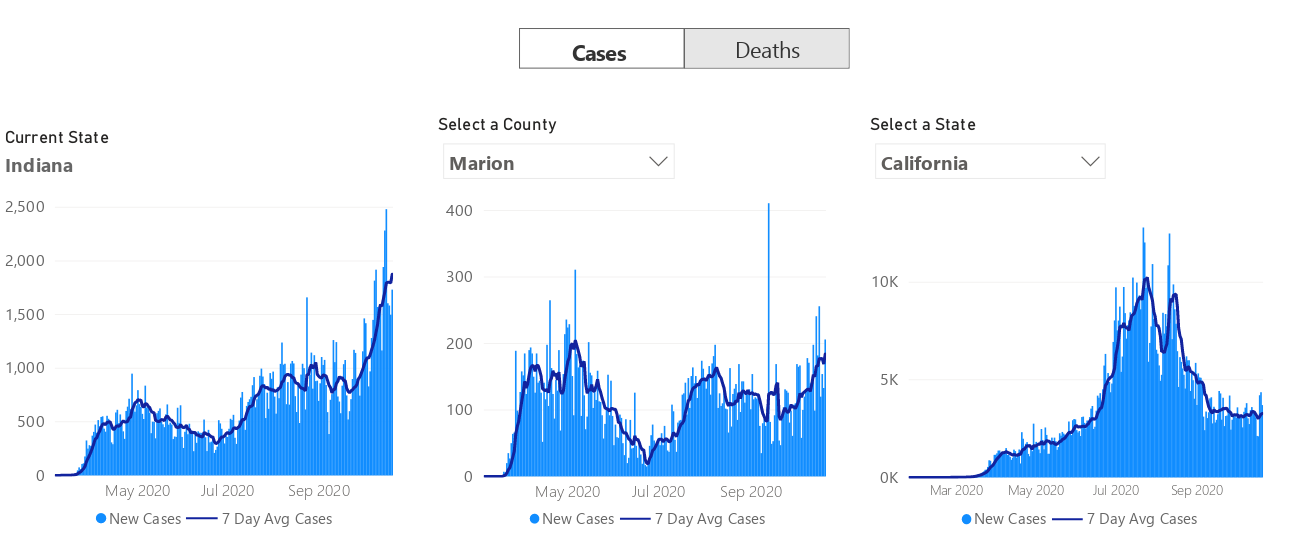 Cases Deaths
Current State
Indiana
Select a County
Marion
Select a State
California
2,500
2,000
1,500
1,000
500
0
May 2020 Jul 2020 Sep 2020
New Cases 7 Day Avg Cases
400
300
200
100
0
May 2020 Jul 2020 Sep 2020
New Cases 7 Day Avg Cases
10K
5K
0K
Mar 2020 May 2020 Jul 2020 Sep 2020
New Cases 7 Day Avg Cases